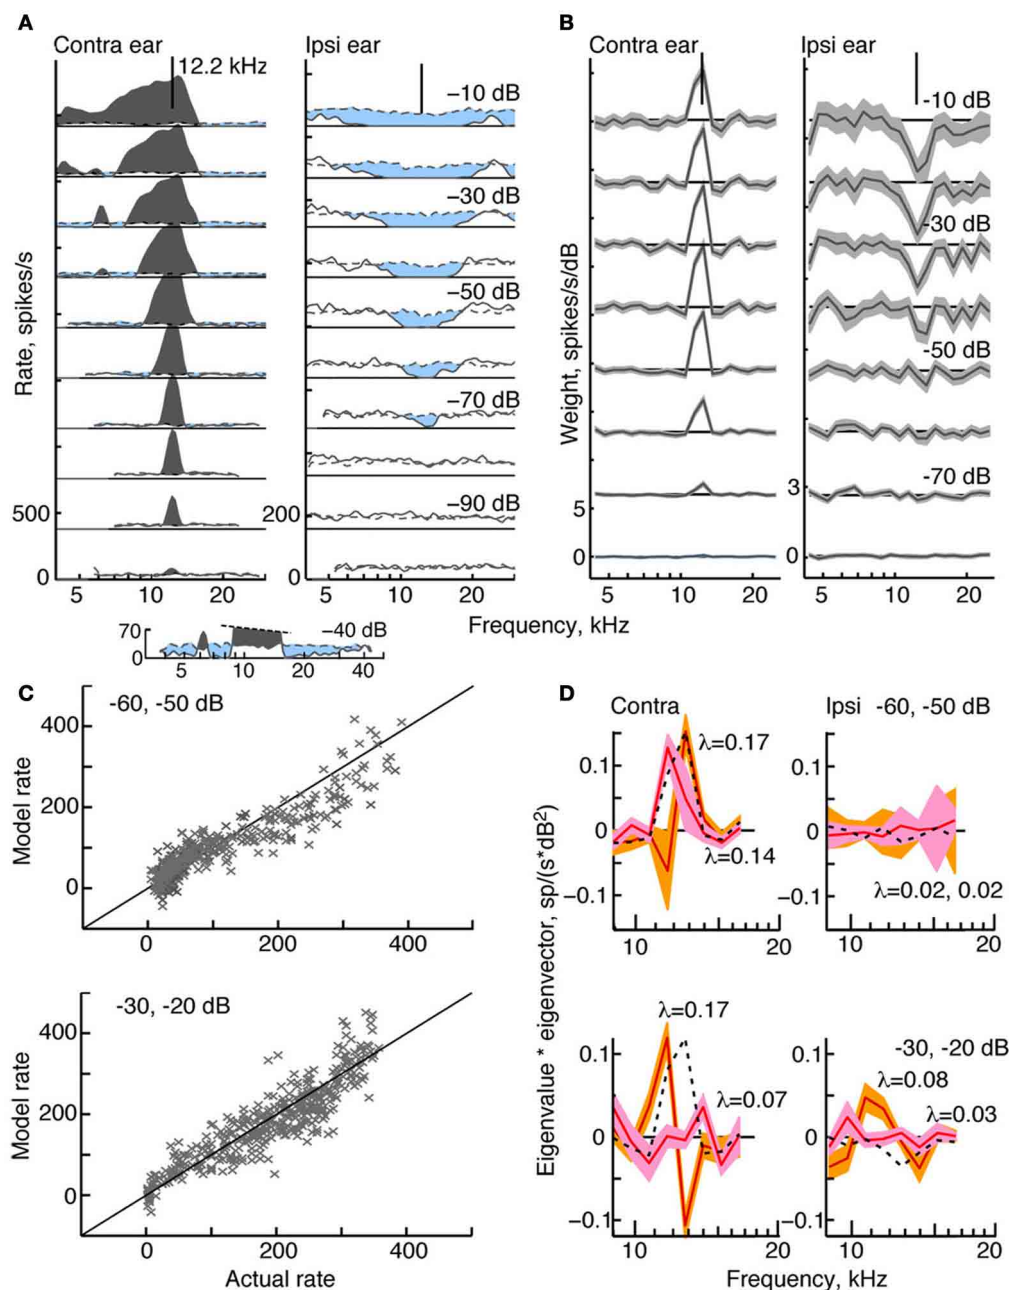 A
Contra ear
12.2 kHz
Ipsi ear
−10 dB
−30 dB
−50 dB
−70 dB
−90 dB
Rate, spikes/s
500
0
200
0
5 10 20
5 10 20
Frequency, kHz
70
0
−40 dB
5 10 20 40
B
Contra ear
Ipsi ear
-10 dB
-30 dB
-50 dB
-70 dB
Weight, spikes/s/dB
5
0
3
0
5 10 20
5 10 20
C
-60, -50 dB
Model rate
400
200
0
0 200 400
-30, -20 dB
Model rate
400
200
0
0 200 400
Actual rate
D
Contra
Ipsi -60, -50 dB
λ=0.17
λ=0.14
λ=0.02, 0.02
0.1
0
−0.1
0.1
0
−0.1
10 20
10 20
Eigenvalue * eigenvector, sp/(s*dB2)
λ=0.17
λ=0.07
-30, -20 dB
λ=0.08
λ=0.03
0.1
0
−0.1
0.1
0
−0.1
10 20
10 20
Frequency, kHz